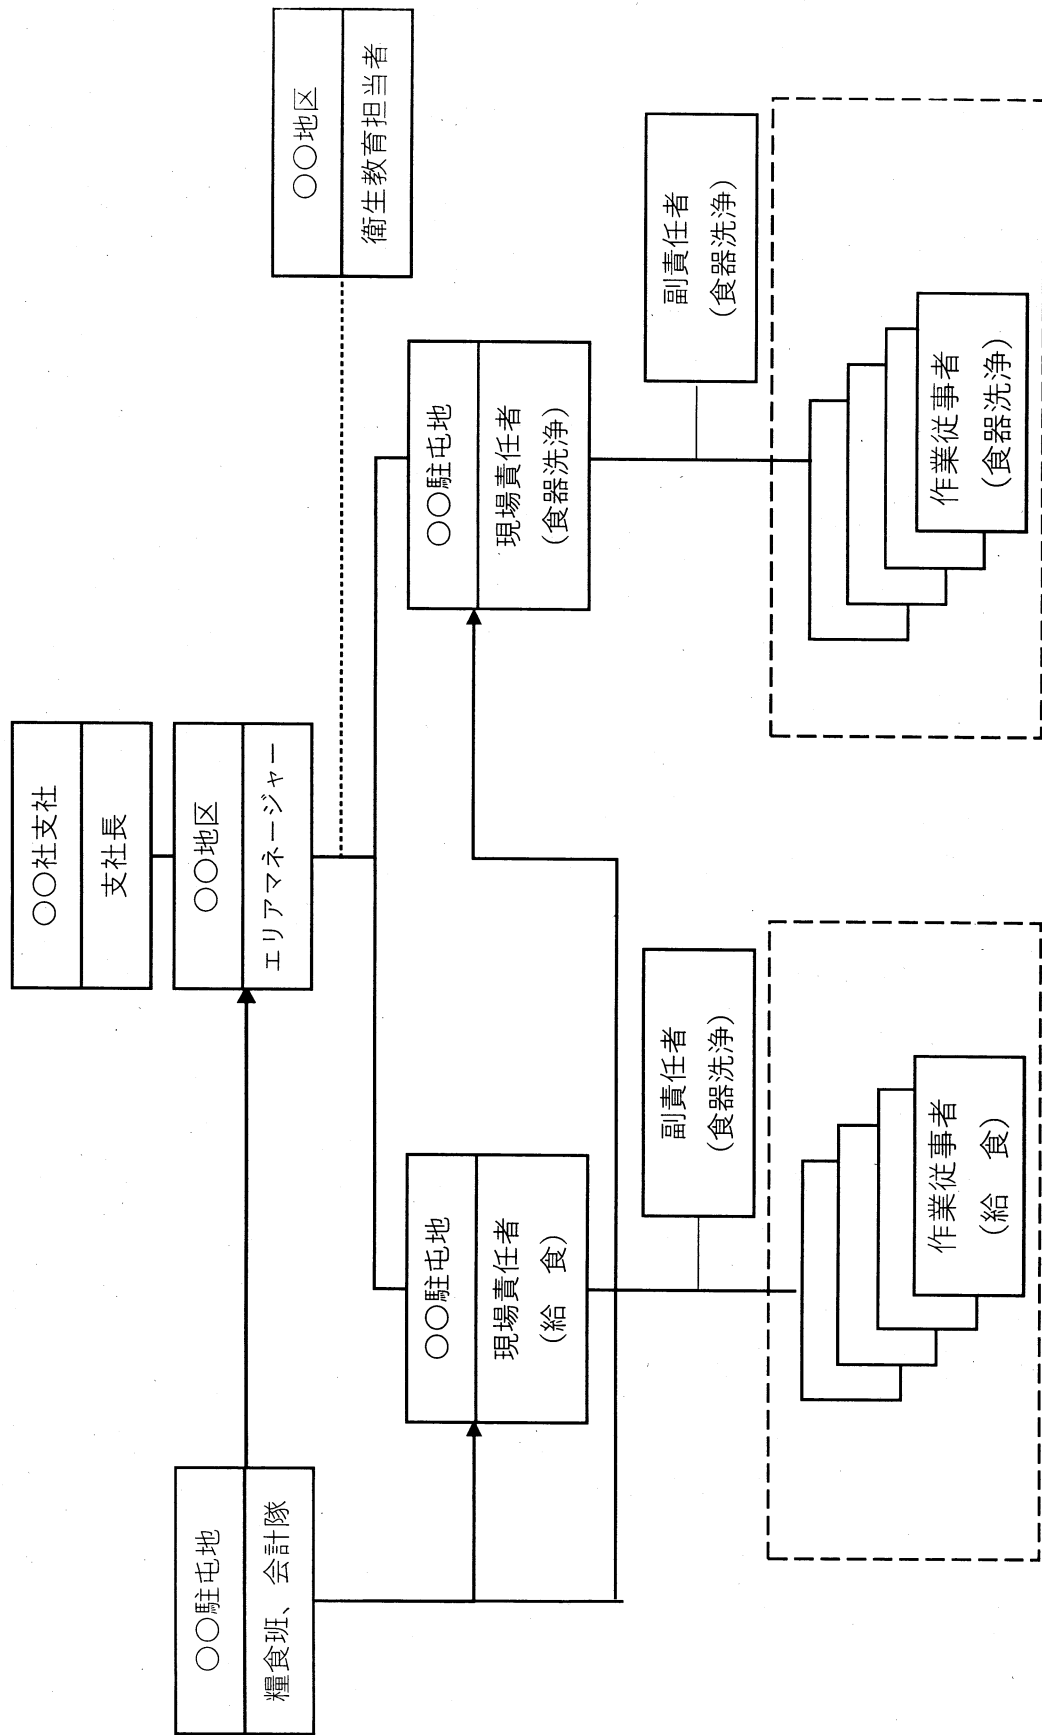 〇〇社支社
支社長
〇〇地区
エリアマネージャー
〇〇地区
衛生教育担当者
〇〇駐屯地
糧食班、会計隊
〇〇駐屯地
現場責任者
(給　食)
〇〇駐屯地
現場責任者
(食器洗浄)
副責任者
(食器洗浄)
副責任者
(食器洗浄)
作業従事者
(給　食)
作業従事者
(食器洗浄)